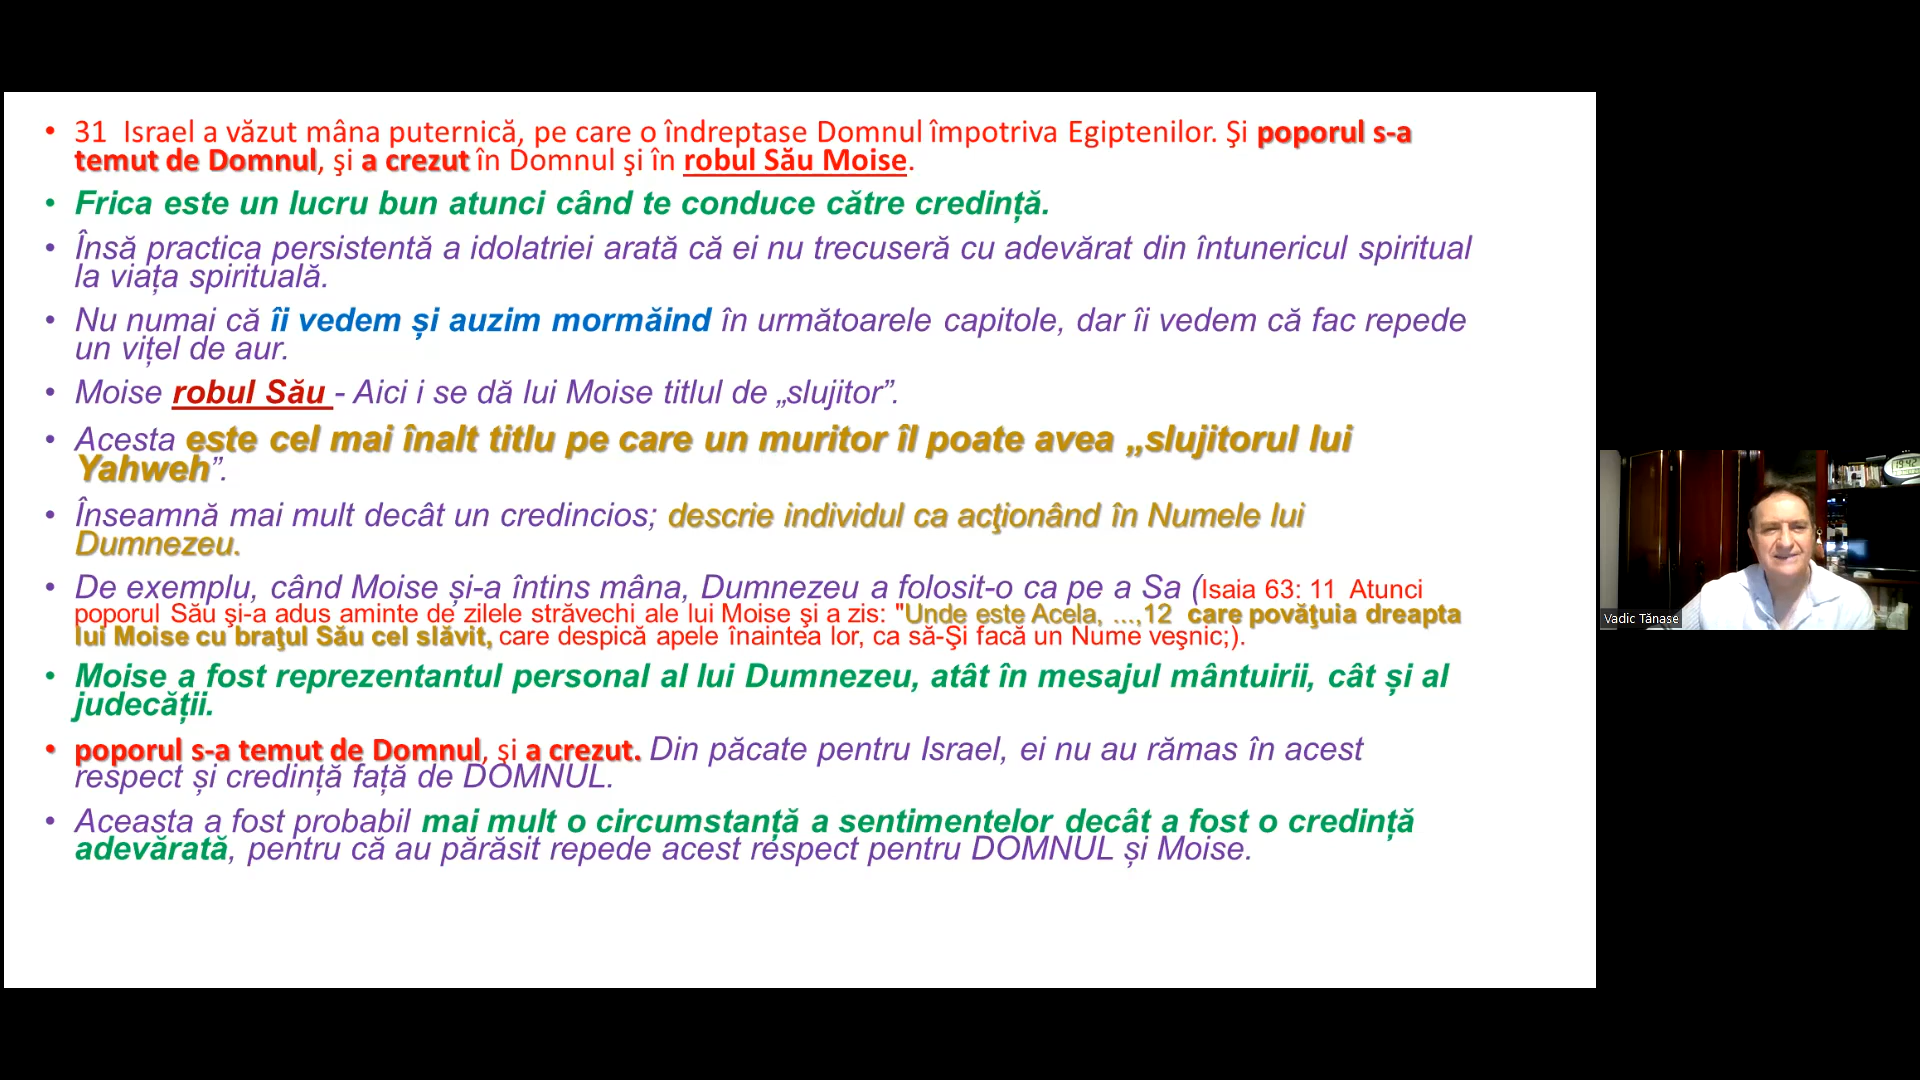 • 31  Israel a văzut mâna puternică, pe care o îndreptase Domnul împotriva Egiptenilor. Şi poporul s-a
temut de Domnul, şi a crezut în Domnul şi în robul Său Moise.
• Frica este un lucru bun atunci când te conduce către credință.
• Însă practica persistentă a idolatriei arată că ei nu trecuseră cu adevărat din întunericul spiritual
la viața spirituală.
• Nu numai că îi vedem și auzim mormăind în următoarele capitole, dar îi vedem că fac repede
un vițel de aur.
• Moise robul Său - Aici i se dă lui Moise titlul de „slujitor”.
• Acesta este cel mai înalt titlu pe care un muritor îl poate avea „slujitorul lui
Yahweh”.
• Înseamnă mai mult decât un credincios; descrie individul ca acţionând în Numele lui
Dumnezeu.
• De exemplu, când Moise și-a întins mâna, Dumnezeu a folosit-o ca pe a Sa (Isaia 63: 11  Atunci
poporul Său şi-a adus aminte de zilele străvechi ale lui Moise şi a zis: "Unde este Acela, ...,12  care povăţuia dreapta
lui Moise cu braţul Său cel slăvit, care despică apele înaintea lor, ca să-Şi facă un Nume veşnic;).
• Moise a fost reprezentantul personal al lui Dumnezeu, atât în mesajul mântuirii, cât și al
judecății.
• poporul s-a temut de Domnul, şi a crezut. Din păcate pentru Israel, ei nu au rămas în acest
respect și credință față de DOMNUL.
• Aceasta a fost probabil mai mult o circumstanță a sentimentelor decât a fost o credință
adevărată, pentru că au părăsit repede acest respect pentru DOMNUL și Moise.
19:42
Vadic Tănase